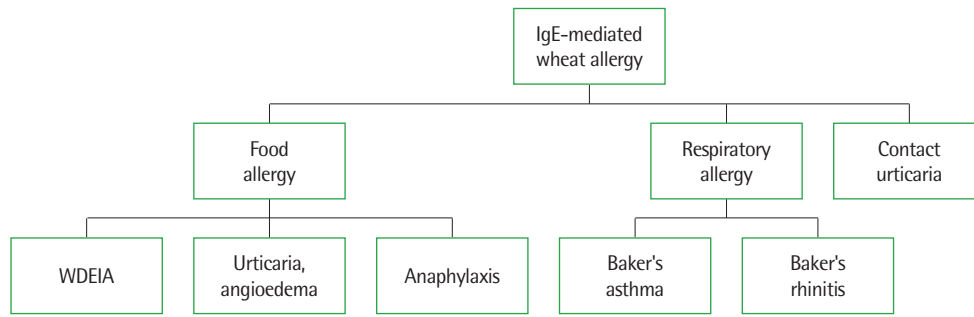 IgE-mediated
wheat allergy
Food
allergy
Respiratory
allergy
Contact
urticaria
WDEIA
Urticaria,
angioedema
Anaphylaxis
Baker's
asthma
Baker's
rhinitis